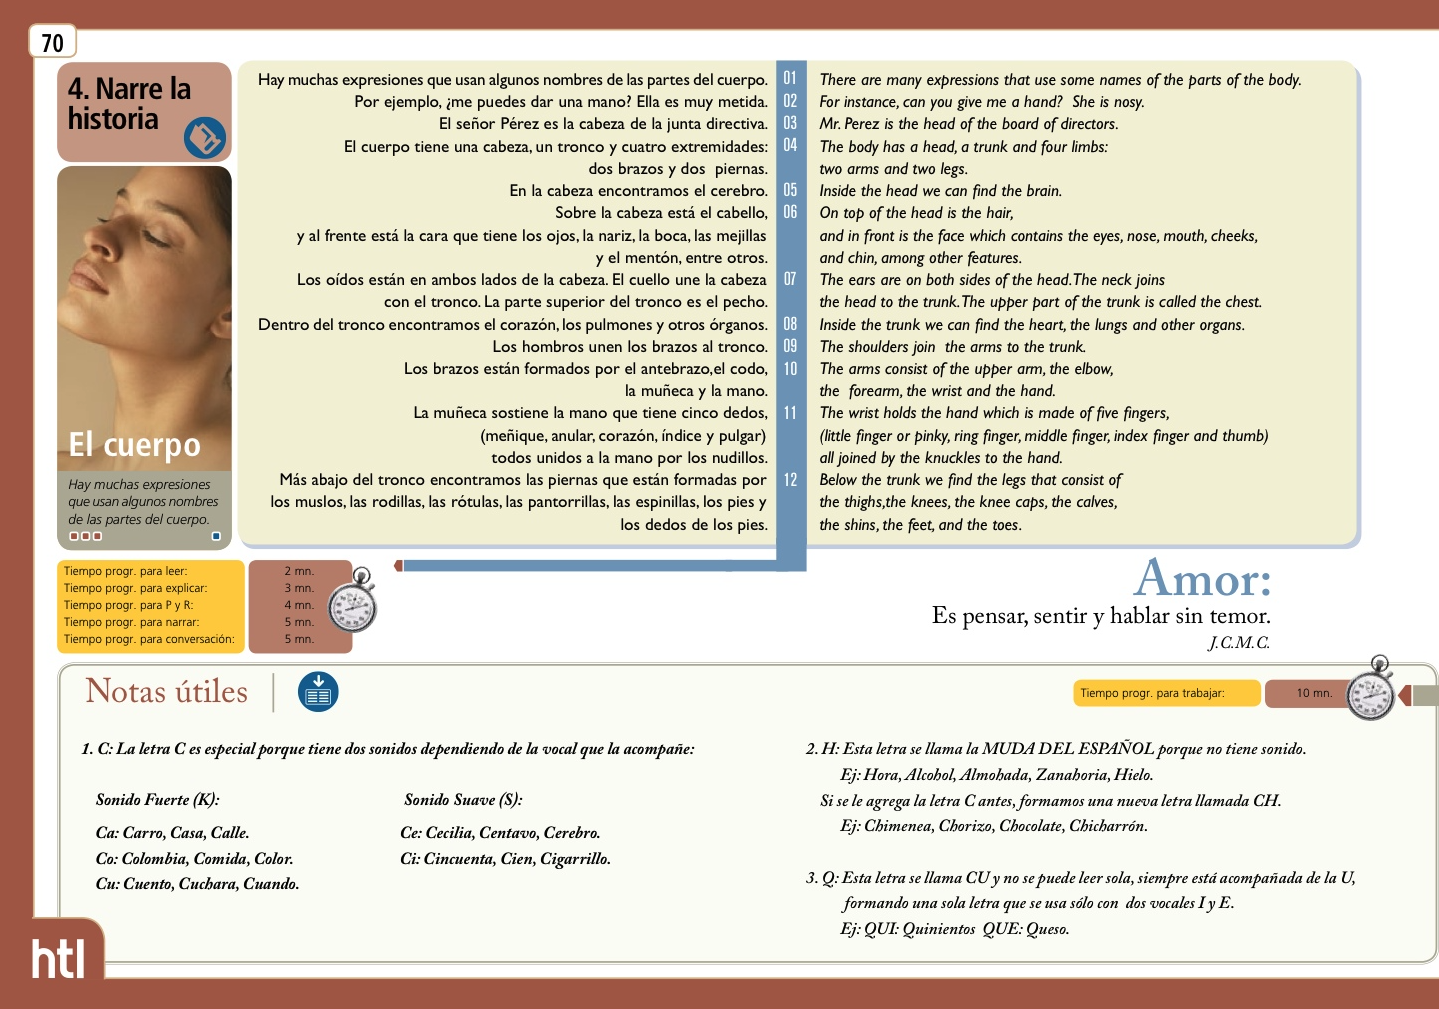 70
4. Narre la
historia
El cuerpo
Hay muchas expresiones
que usan algunos nombres
de las partes del cuerpo.
Hay muchas expresiones que usan algunos nombres de las partes del cuerpo. 01 There are many expressions that use some names of the parts of the body.
Por ejemplo, ¿me puedes dar una mano? Ella es muy metida. 02 For instance, can you give me a hand? She is nosy.
El señor Pérez es la cabeza de la junta directiva. 03 Mr. Perez is the head of the board of directors.
El cuerpo tiene una cabeza, un tronco y cuatro extremidades: 04 The body has a head, a trunk and four limbs:
dos brazos y dos piernas. two arms and two legs.
En la cabeza encontramos el cerebro. 05 Inside the head we can find the brain.
Sobre la cabeza está el cabello, 06 On top of the head is the hair,
y al frente está la cara que tiene los ojos, la nariz, la boca, las mejillas and in front is the face which contains the eyes, nose, mouth, cheeks,
y el mentón, entre otros. and chin, among other features.
Los oídos están en ambos lados de la cabeza. El cuello une la cabeza 07 The ears are on both sides of the head.The neck joins
con el tronco. La parte superior del tronco es el pecho. the head to the trunk.The upper part of the trunk is called the chest.
Dentro del tronco encontramos el corazón, los pulmones y otros órganos. 08 Inside the trunk we can find the heart, the lungs and other organs.
Los hombros unen los brazos al tronco. 09 The shoulders join the arms to the trunk.
Los brazos están formados por el antebrazo,el codo, 10 The arms consist of the upper arm, the elbow,
la muñeca y la mano. the forearm, the wrist and the hand.
La muñeca sostiene la mano que tiene cinco dedos, 11 The wrist holds the hand which is made of five fingers,
(meñique, anular, corazón, índice y pulgar) (little finger or pinky, ring finger, middle finger, index finger and thumb)
todos unidos a la mano por los nudillos. all joined by the knuckles to the hand.
Más abajo del tronco encontramos las piernas que están formadas por 12 Below the trunk we find the legs that consist of
los muslos, las rodillas, las rótulas, las pantorrillas, las espinillas, los pies y the thighs,the knees, the knee caps, the calves,
los dedos de los pies. the shins, the feet, and the toes.
Tiempo progr. para leer: 2 mn.
Tiempo progr. para explicar: 3 mn.
Tiempo progr. para P y R: 4 mn.
Tiempo progr. para narrar: 5 mn.
Tiempo progr. para conversación: 5 mn.
Amor:
Es pensar, sentir y hablar sin temor.
J.C.M.C.
Notas útiles
Tiempo progr. para trabajar: 10 mn.
1. C: La letra C es especial porque tiene dos sonidos dependiendo de la vocal que la acompañe:
Sonido Fuerte (K): Sonido Suave (S):
Ca: Carro, Casa, Calle. Ce: Cecilia, Centavo, Cerebro.
Co: Colombia, Comida, Color. Ci: Cincuenta, Cien, Cigarrillo.
Cu: Cuento, Cuchara, Cuando.
2. H: Esta letra se llama la MUDA DEL ESPAÑOL porque no tiene sonido.
Ej: Hora, Alcohol, Almohada, Zanahoria, Hielo.
Si se le agrega la letra C antes, formamos una nueva letra llamada CH.
Ej: Chimenea, Chorizo, Chocolate, Chicharrón.
3. Q: Esta letra se llama CU y no se puede leer sola, siempre está acompañada de la U,
formando una sola letra que se usa sólo con dos vocales I y E.
Ej: QUI: Quinientos QUE: Queso.
htl